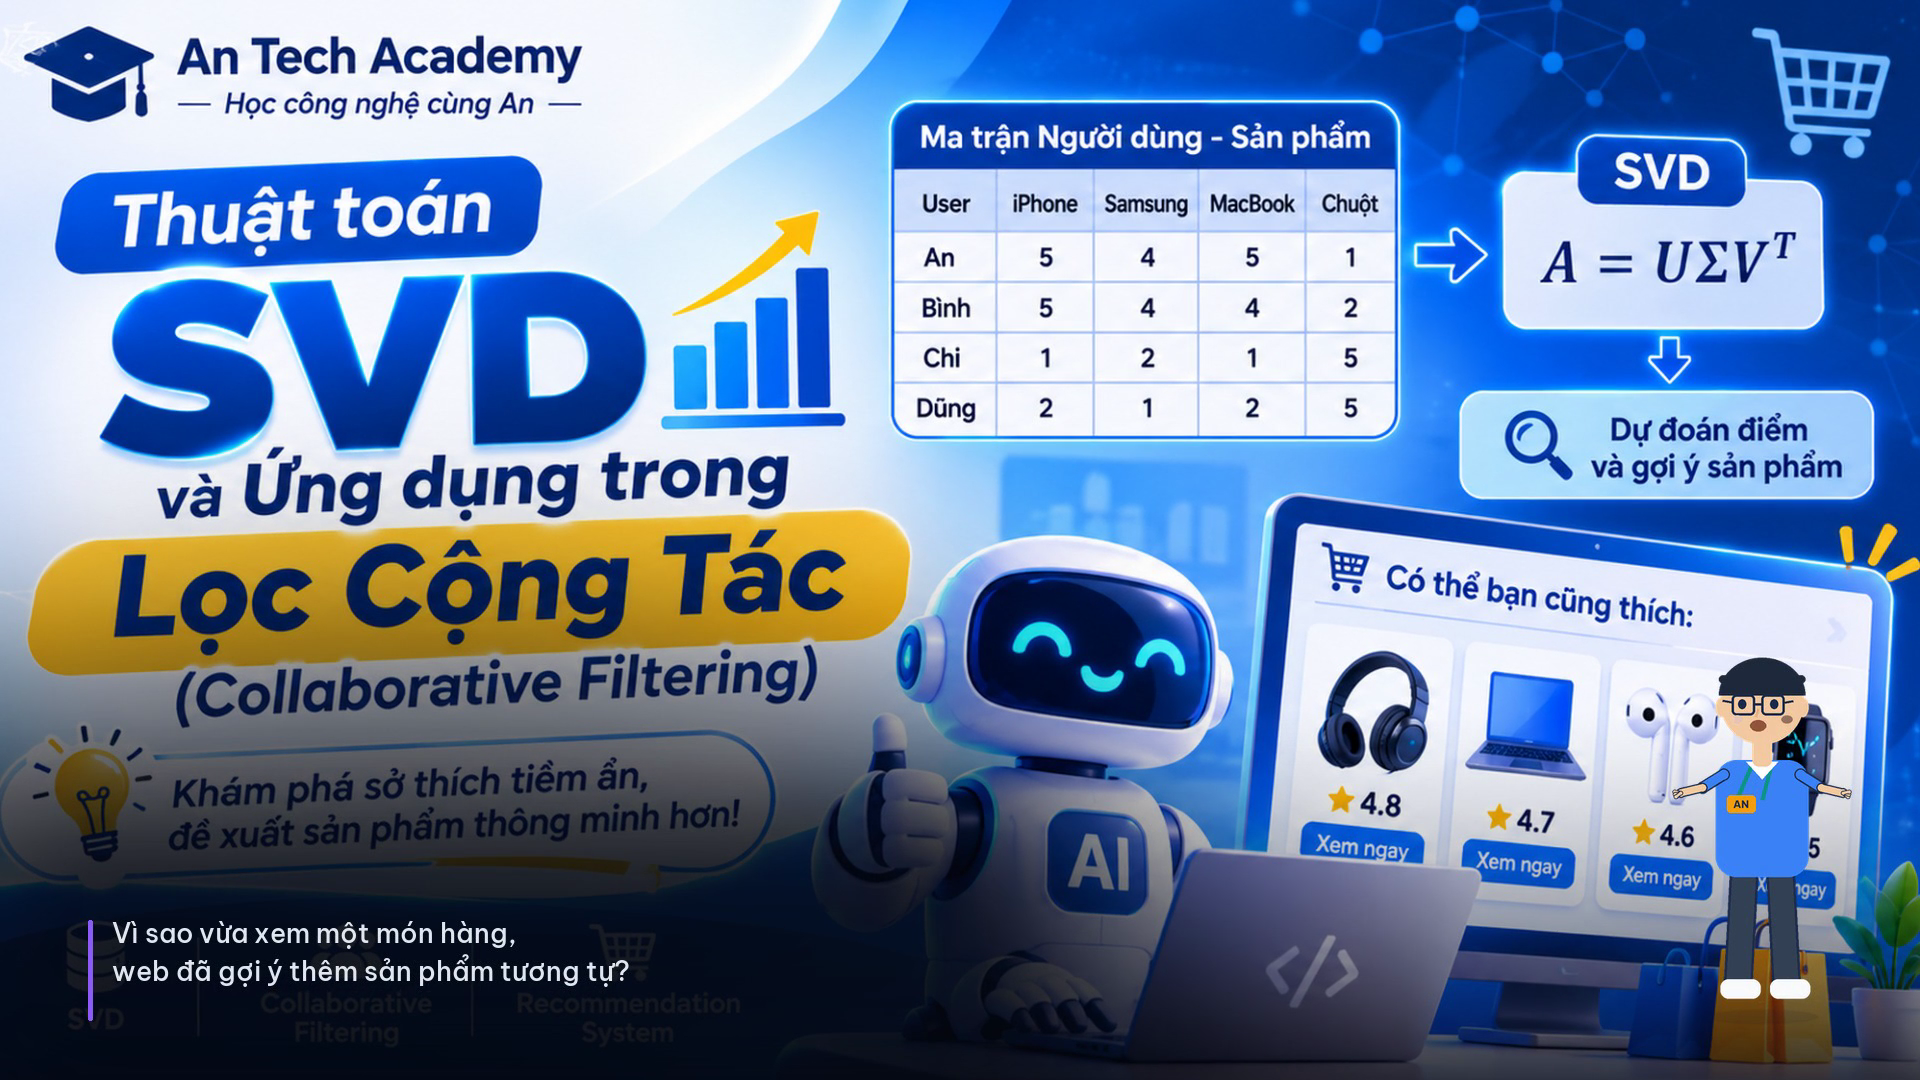 An Tech Academy
Học công nghệ cùng An
Thuật toán
SVD
và Ứng dụng trong
Lọc Cộng Tác
(Collaborative Filtering)
Khám phá sở thích tiềm ẩn,
đề xuất sản phẩm thông minh hơn!
Ma trận Người dùng - Sản phẩm
User iPhone Samsung MacBook Chuột
An 5 4 5 1
Bình 5 4 4 2
Chi 1 2 1 5
Dũng 2 1 2 5
SVD
A = UΣV^T
Dự đoán điểm
và gợi ý sản phẩm
Có thể bạn cũng thích:
4.8 4.7 4.6 5
Xem ngay Xem ngay Xem ngay ngay
AN
AI
</>
Vì sao vừa xem một món hàng,
web đã gợi ý thêm sản phẩm tương tự?
SVD
Collaborative
Filtering
Recommendation
System